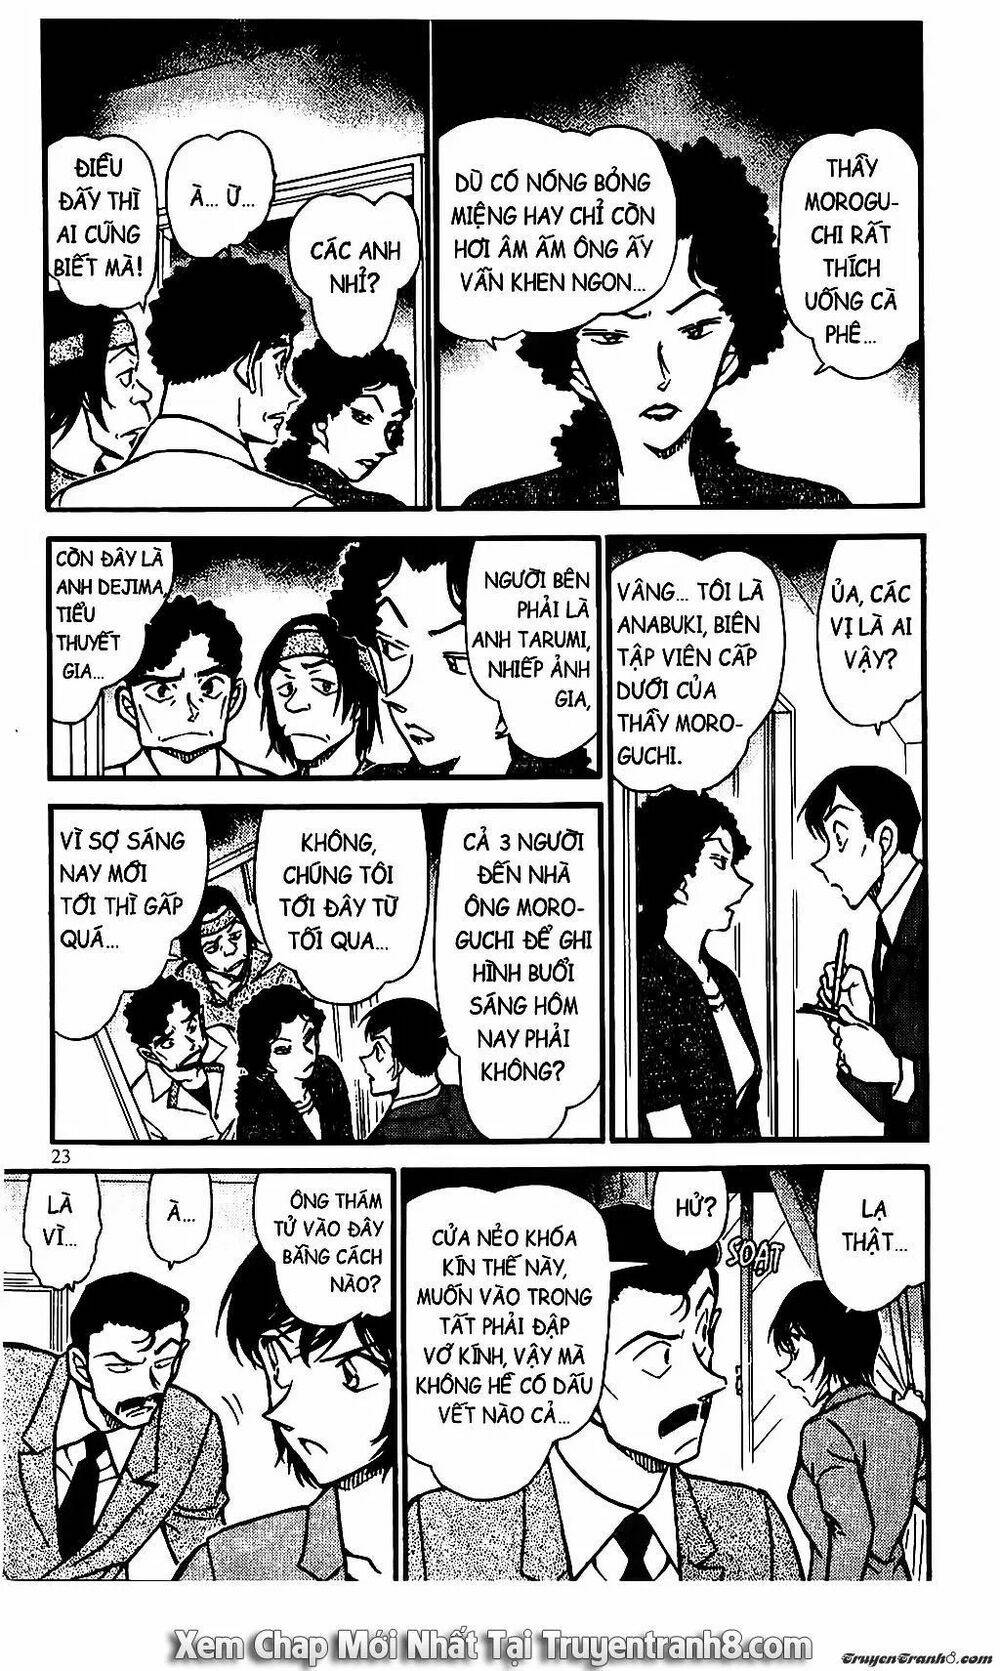 THẦY
MOROGU-
CHI RẤT
THÍCH
UỐNG CÀ
PHÊ...
DÙ CÓ NÓNG BỎNG
MIỆNG HAY CHỈ CÒN
HƠI ÂM ẤM ÔNG ẤY
VẪN KHEN NGON...
CÁC ANH
NHỈ?
À... Ừ...
ĐIỀU
ĐẤY THÌ
AI CŨNG
BIẾT MÀ!
ỦA, CÁC
VỊ LÀ AI
VẬY?
VÂNG... TÔI LÀ
ANABUKI, BIÊN
TẬP VIÊN CẤP
DƯỚI CỦA
THẦY MORO-
GUCHI.
NGƯỜI BÊN
PHẢI LÀ
ANH TARUMI,
NHIẾP ẢNH
GIA,
CÒN ĐÂY LÀ
ANH DEJIMA,
TIỂU
THUYẾT
GIA...
CẢ 3 NGƯỜI
ĐẾN NHÀ
ÔNG MORO-
GUCHI ĐỂ GHI
HÌNH BUỔI
SÁNG HÔM
NAY PHẢI
KHÔNG?
KHÔNG,
CHÚNG TÔI
TỚI ĐÂY TỪ
TỐI QUA...
VÌ SỢ SÁNG
NAY MỚI
TỚI THÌ GẤP
QUÁ...
23
LẠ
THẬT...
SOẠT
HỬ?
CỬA NẺO KHÓA
KÍN THẾ NÀY,
MUỐN VÀO TRONG
TẤT PHẢI ĐẬP
VỠ KÍNH, VẬY MÀ
KHÔNG HỀ CÓ DẤU
VẾT NÀO CẢ...
ÔNG THÁM
TỬ VÀO ĐÂY
BẰNG CÁCH
NÀO?
À...
LÀ
VÌ...
Xem Chap Mới Nhất Tại Truyentranh8.com
TruyenTranh8.com